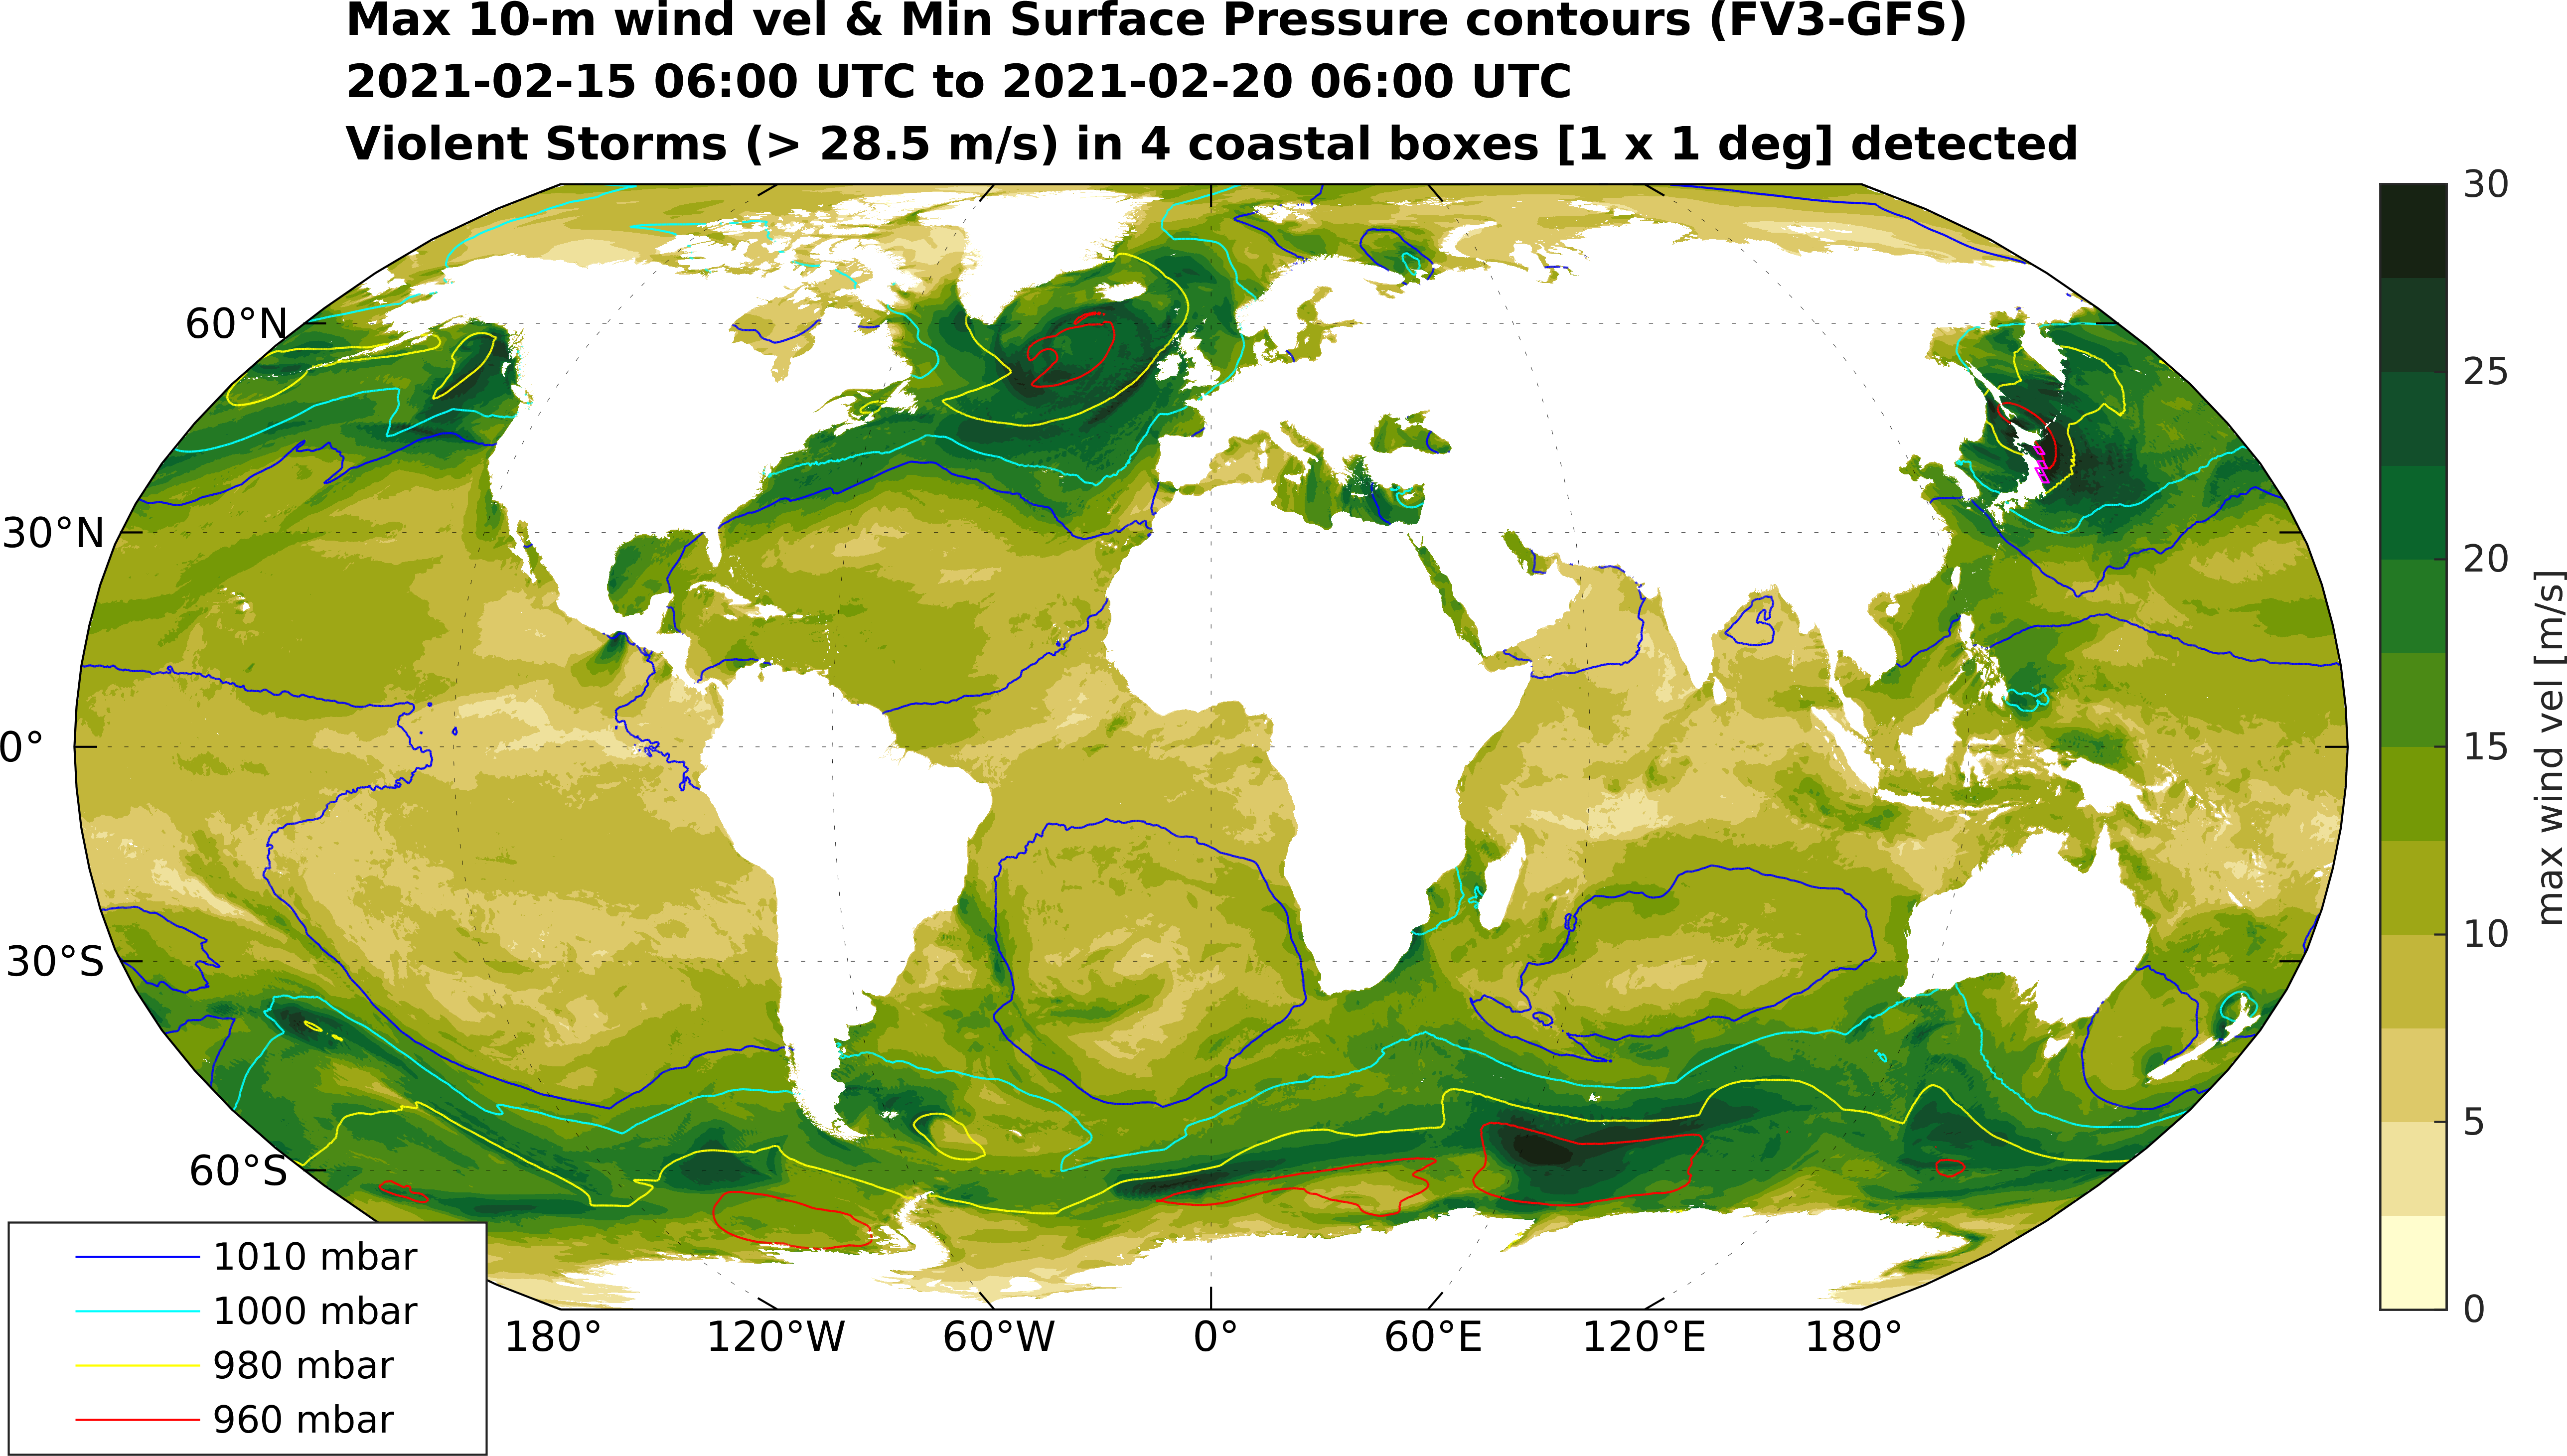 Max 10-m wind vel & Min Surface Pressure contours (FV3-GFS)
2021-02-15 06:00 UTC to 2021-02-20 06:00 UTC
Violent Storms (> 28.5 m/s) in 4 coastal boxes [1 x 1 deg] detected
60°N
30°N
0°
30°S
60°S
180°
120°W
60°W
0°
60°E
120°E
180°
1010 mbar
1000 mbar
980 mbar
960 mbar
30
25
20
15
10
5
0
max wind vel [m/s]